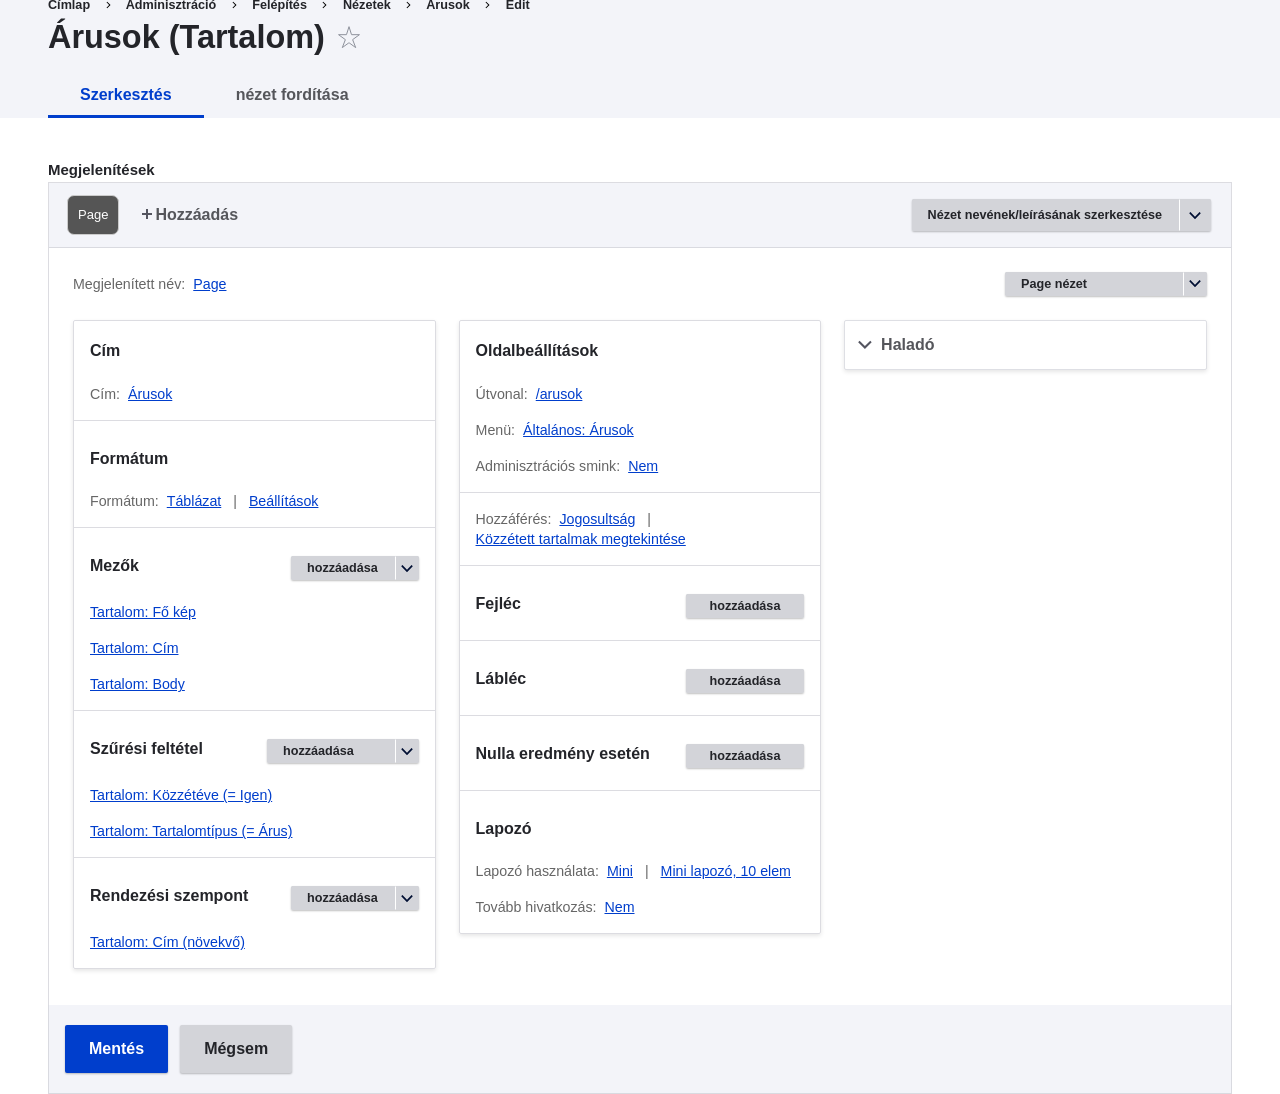 Címlap Adminisztráció Felépítés Nézetek Árusok Edit
Árusok (Tartalom)
Szerkesztés nézet fordítása
Megjelenítések
Page Hozzáadás Nézet nevének/leírásának szerkesztése
Megjelenített név: Page Page nézet
Cím
Cím: Árusok
Formátum
Formátum: Táblázat | Beállítások
Mezők hozzáadása
Tartalom: Fő kép
Tartalom: Cím
Tartalom: Body
Szűrési feltétel hozzáadása
Tartalom: Közzétéve (= Igen)
Tartalom: Tartalomtípus (= Árus)
Rendezési szempont hozzáadása
Tartalom: Cím (növekvő)
Oldalbeállítások
Útvonal: /arusok
Menü: Általános: Árusok
Adminisztrációs smink: Nem
Hozzáférés: Jogosultság |
Közzétett tartalmak megtekintése
Fejléc hozzáadása
Lábléc hozzáadása
Nulla eredmény esetén hozzáadása
Lapozó
Lapozó használata: Mini | Mini lapozó, 10 elem
Tovább hivatkozás: Nem
Haladó
Mentés Mégsem